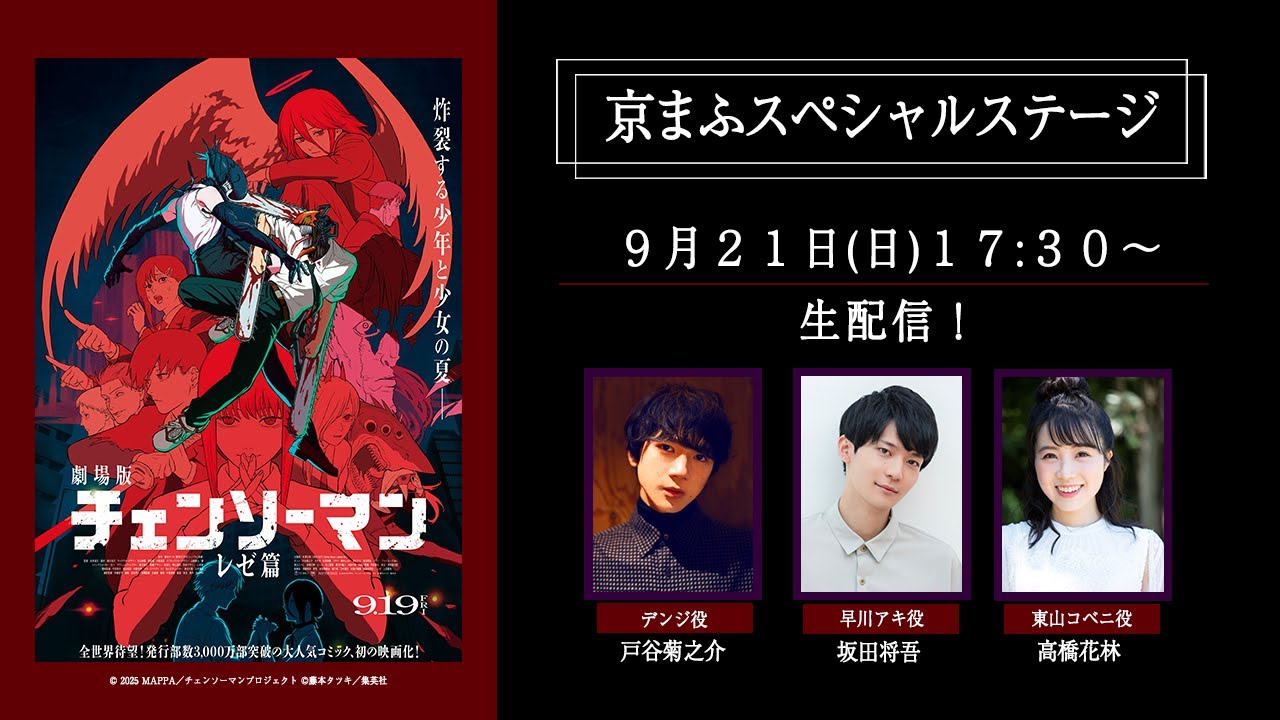 炸裂する少年と少女の夏——
劇場版
チェンソーマン
レゼ篇
9.19 FRI
全世界待望!発行部数3,000万部突破の大人気コミック、初の映画化!
© 2025 MAPPA/チェンソーマンプロジェクト ©藤本タツキ/集英社
京まふスペシャルステージ
9月21日(日)17:30~
生配信!
デンジ役
戸谷菊之介
早川アキ役
坂田将吾
東山コベニ役
高橋花林